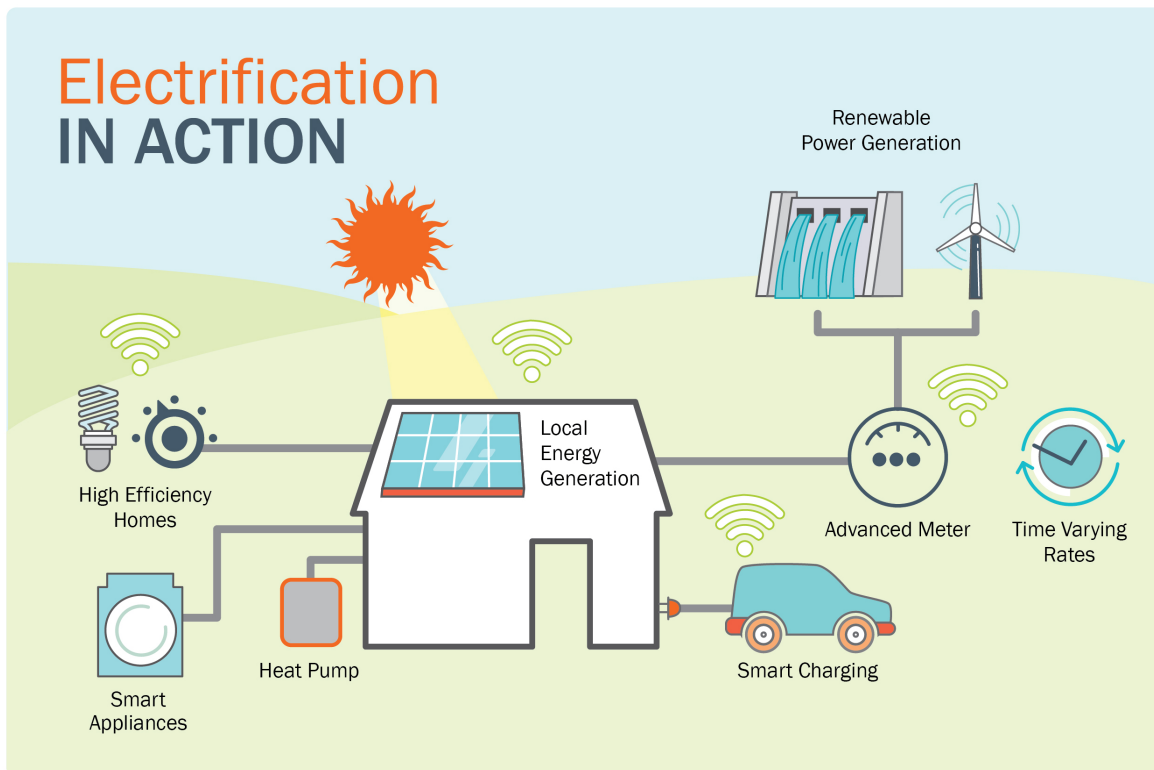 Electrification
IN ACTION
Renewable
Power Generation
Local
Energy
Generation
High Efficiency
Homes
Advanced Meter
Time Varying
Rates
Heat Pump
Smart Charging
Smart
Appliances